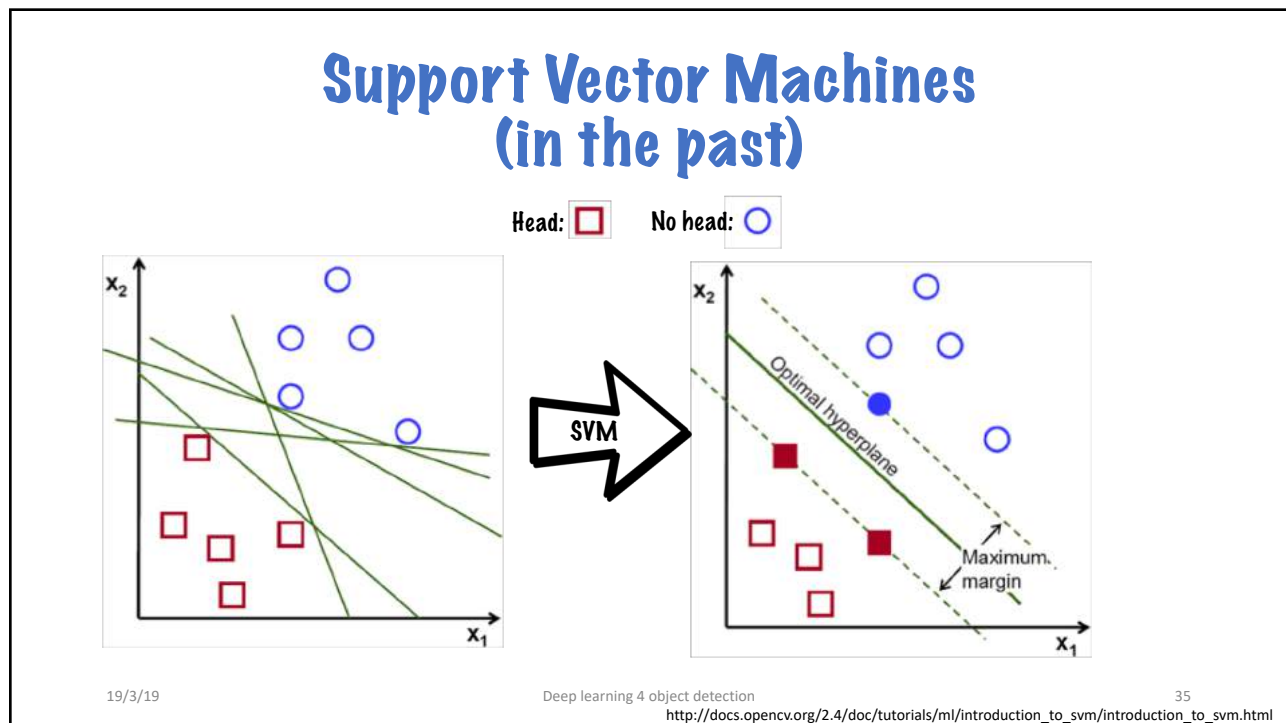 Support Vector Machines
(in the past)
Head:
No head:
x2
x1
SVM
x2
Optimal hyperplane
Maximum
margin
x1
19/3/19
Deep learning 4 object detection
35
http://docs.opencv.org/2.4/doc/tutorials/ml/introduction_to_svm/introduction_to_svm.html